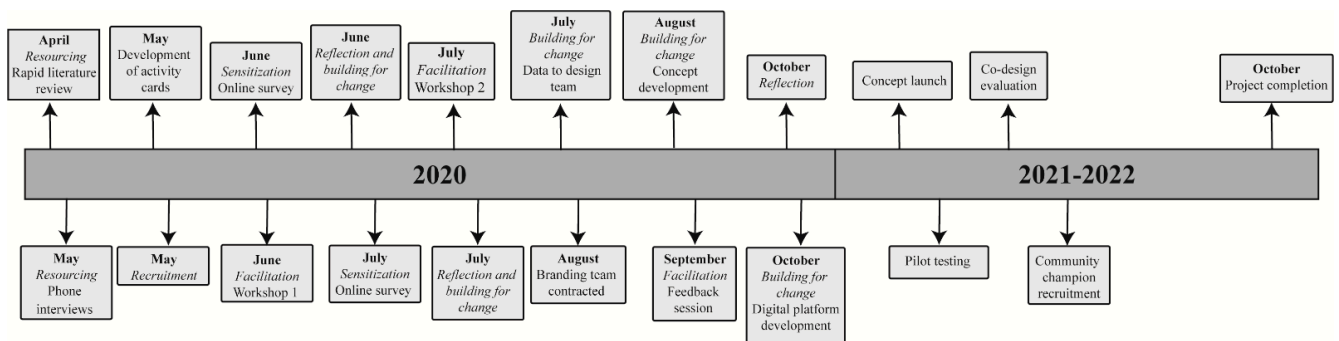 April
Resourcing
Rapid literature
review
May
Development
of activity
cards
June
Sensitization
Online survey
June
Reflection and
building for
change
July
Facilitation
Workshop 2
July
Building for
change
Data to design
team
August
Building for
change
Concept
development
October
Reflection
Concept launch
Co-design
evaluation
October
Project completion
2020
2021-2022
May
Resourcing
Phone
interviews
May
Recruitment
June
Facilitation
Workshop 1
July
Sensitization
Online survey
July
Reflection and
building for
change
August
Branding team
contracted
September
Facilitation
Feedback
session
October
Building for
change
Digital platform
development
Pilot testing
Community
champion
recruitment